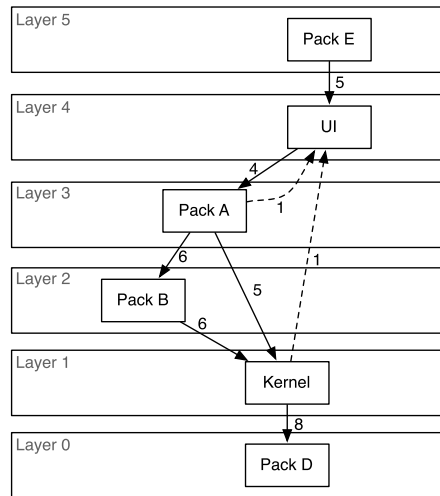 Layer 5
Pack E
5
Layer 4
UI
4
Layer 3
Pack A
1
6
5
1
Layer 2
Pack B
6
Layer 1
Kernel
8
Layer 0
Pack D